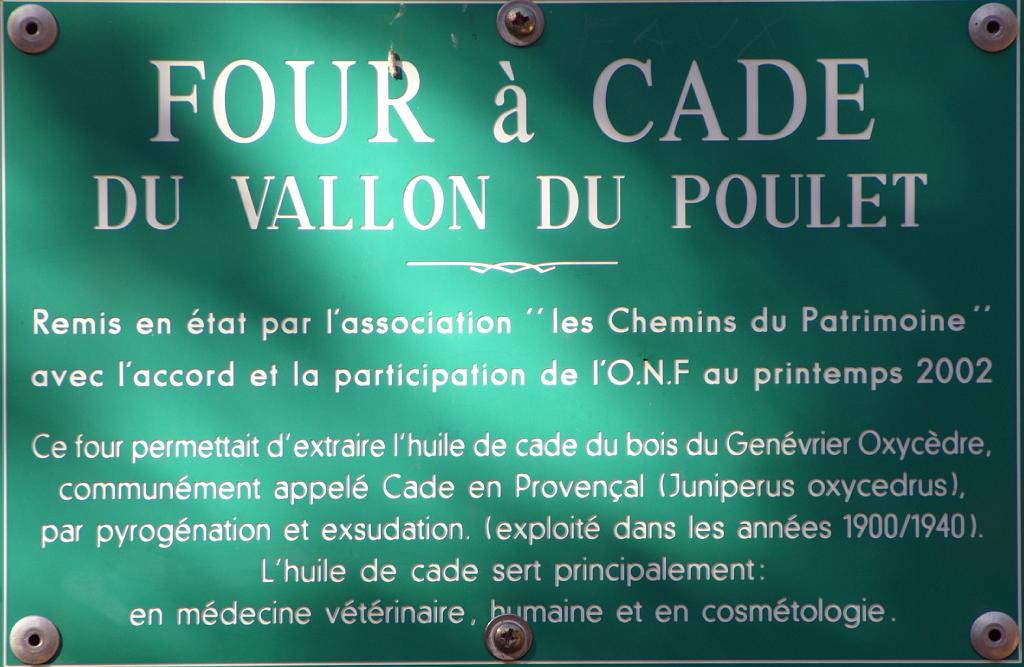 FOUR à CADE
DU VALLON DU POULET
Remis en état par l'association "les Chemins du Patrimoine"
avec l'accord et la participation de l'O.N.F au printemps 2002
Ce four permettait d'extraire l'huile de cade du bois du Genévrier Oxycèdre,
communément appelé Cade en Provençal (Juniperus oxycedrus),
par pyrogénation et exsudation. (exploité dans les années 1900/1940).
L'huile de cade sert principalement:
en médecine vétérinaire, humaine et en cosmétologie.